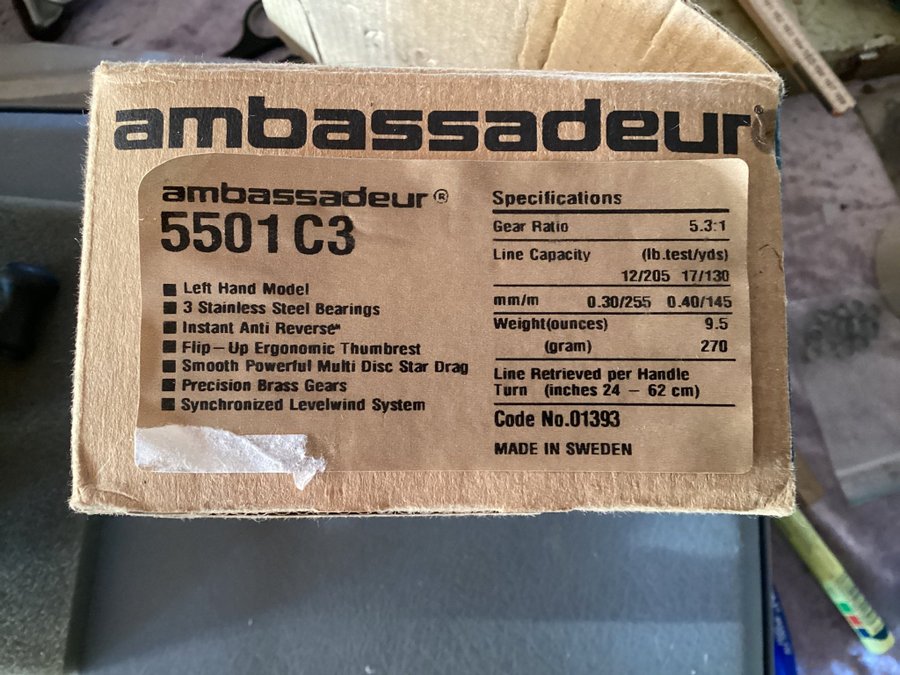 ambassadeur®
ambassadeur®
5501 C3
■ Left Hand Model
■ 3 Stainless Steel Bearings
■ Instant Anti Reverse™
■ Flip-Up Ergonomic Thumbrest
■ Smooth Powerful Multi Disc Star Drag
■ Precision Brass Gears
■ Synchronized Levelwind System
Specifications
Gear Ratio 5.3:1
Line Capacity (lb.test/yds)
12/205 17/130
mm/m 0.30/255 0.40/145
Weight(ounces) 9.5
(gram) 270
Line Retrieved per Handle
Turn (inches 24 – 62 cm)
Code No.01393
MADE IN SWEDEN